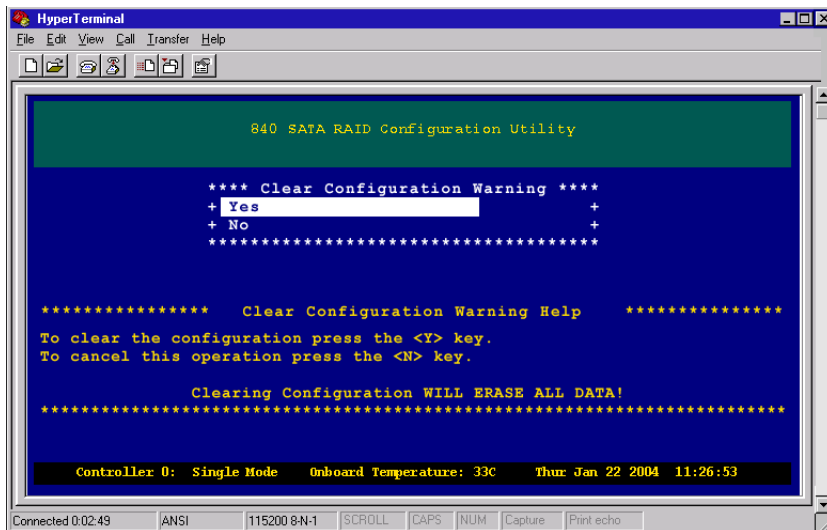 HyperTerminal
File Edit View Call Transfer Help
840 SATA RAID Configuration Utility
**** Clear Configuration Warning ****
+ Yes +
+ No +
*************************************
**************** Clear Configuration Warning Help ***************
To clear the configuration press the <Y> key.
To cancel this operation press the <N> key.
Clearing Configuration WILL ERASE ALL DATA!
*************************************************************************
Controller 0: Single Mode Onboard Temperature: 33C Thur Jan 22 2004 11:26:53
Connected 0:02:49 ANSI 115200 8-N-1 SCROLL CAPS NUM Capture Print echo